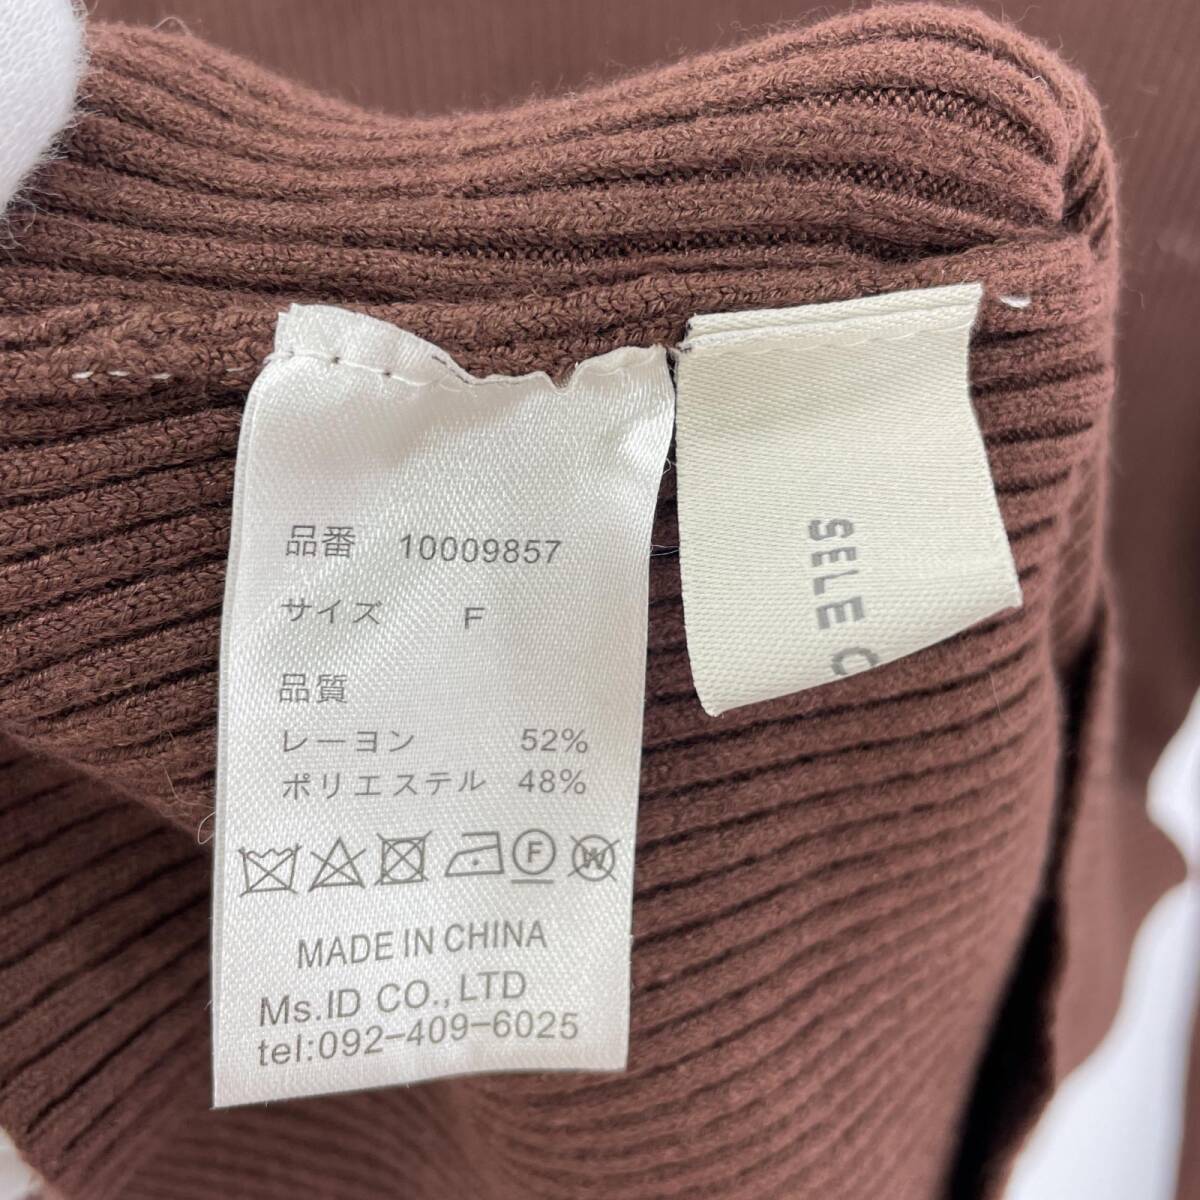 品番 10009857
サイズ F
品質
レーヨン 52%
ポリエステル 48%
F W
MADE IN CHINA
Ms.ID CO.,LTD
tel:092-409-6025
SELE